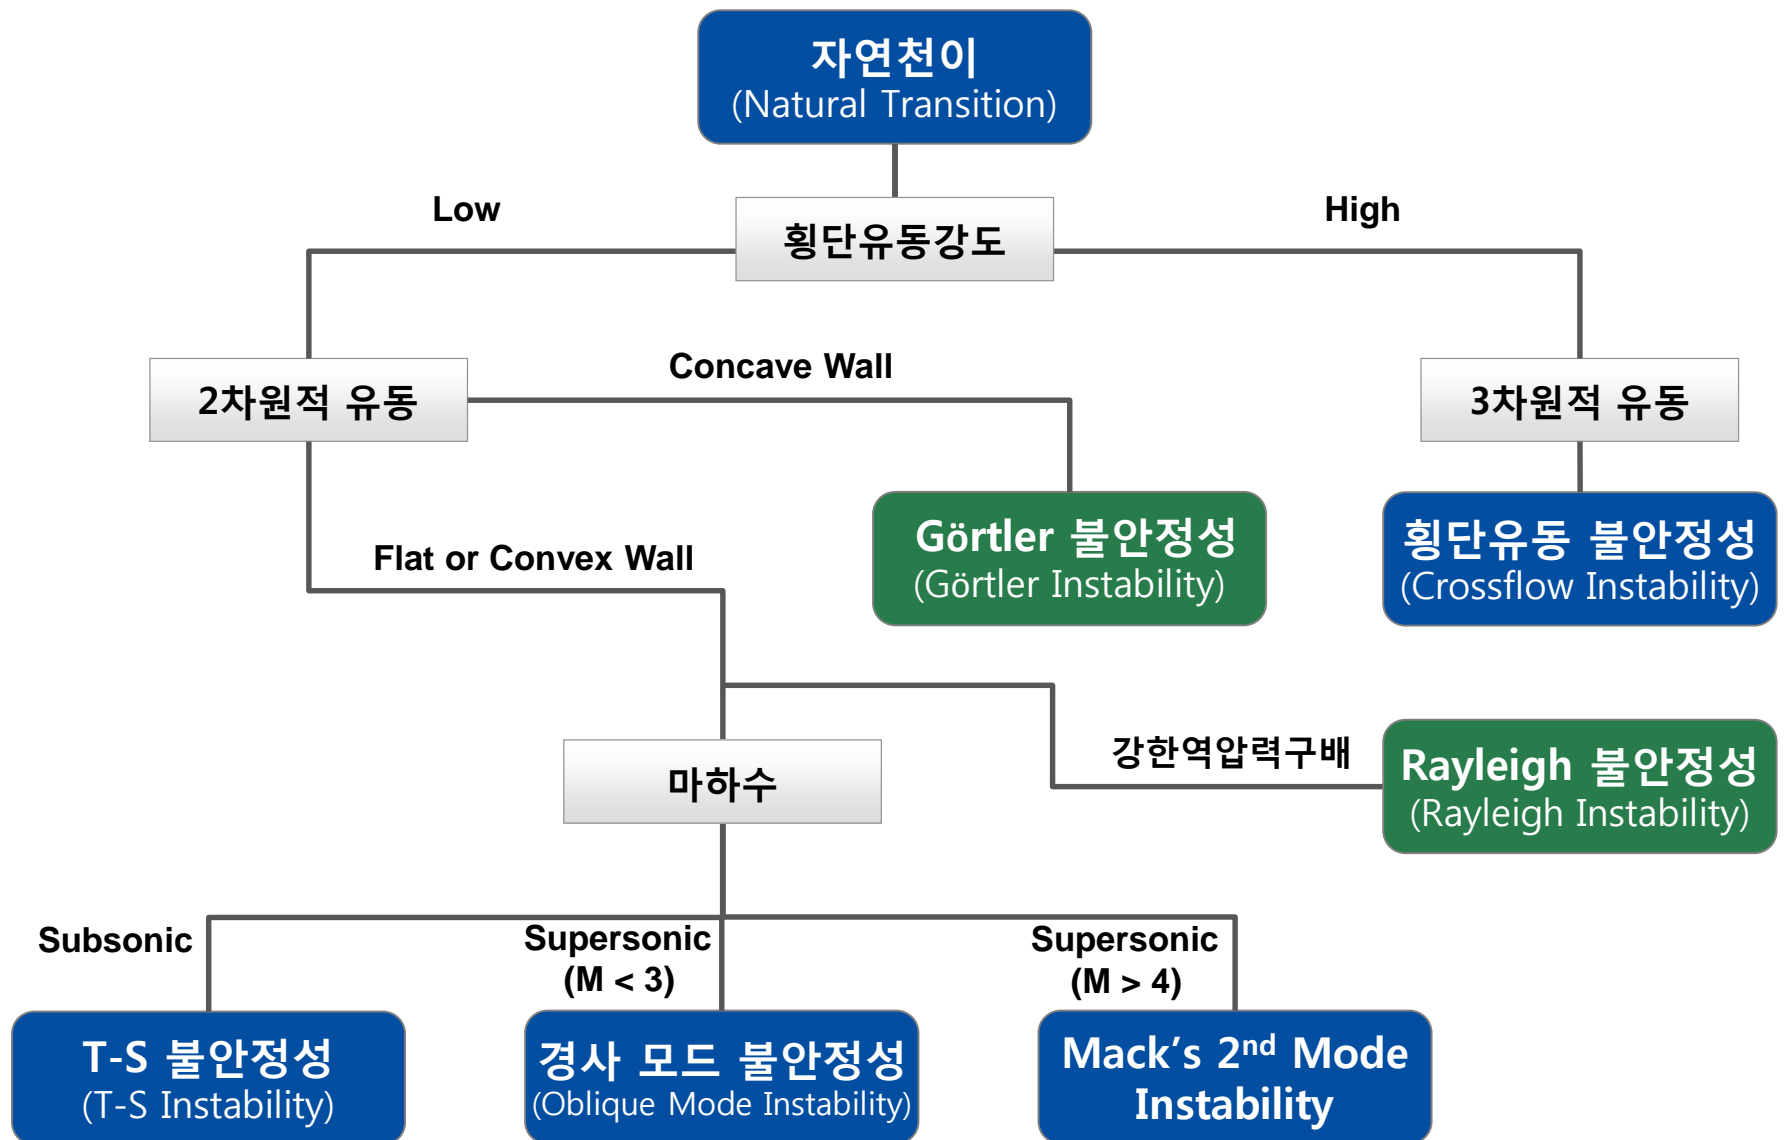 자연천이
(Natural Transition)
Low
High
횡단유동강도
Concave Wall
2차원적 유동
3차원적 유동
Görtler 불안정성
(Görtler Instability)
횡단유동 불안정성
(Crossflow Instability)
Flat or Convex Wall
강한역압력구배
Rayleigh 불안정성
(Rayleigh Instability)
마하수
Subsonic
Supersonic
(M < 3)
Supersonic
(M > 4)
T-S 불안정성
(T-S Instability)
경사 모드 불안정성
(Oblique Mode Instability)
Mack’s 2nd Mode
Instability